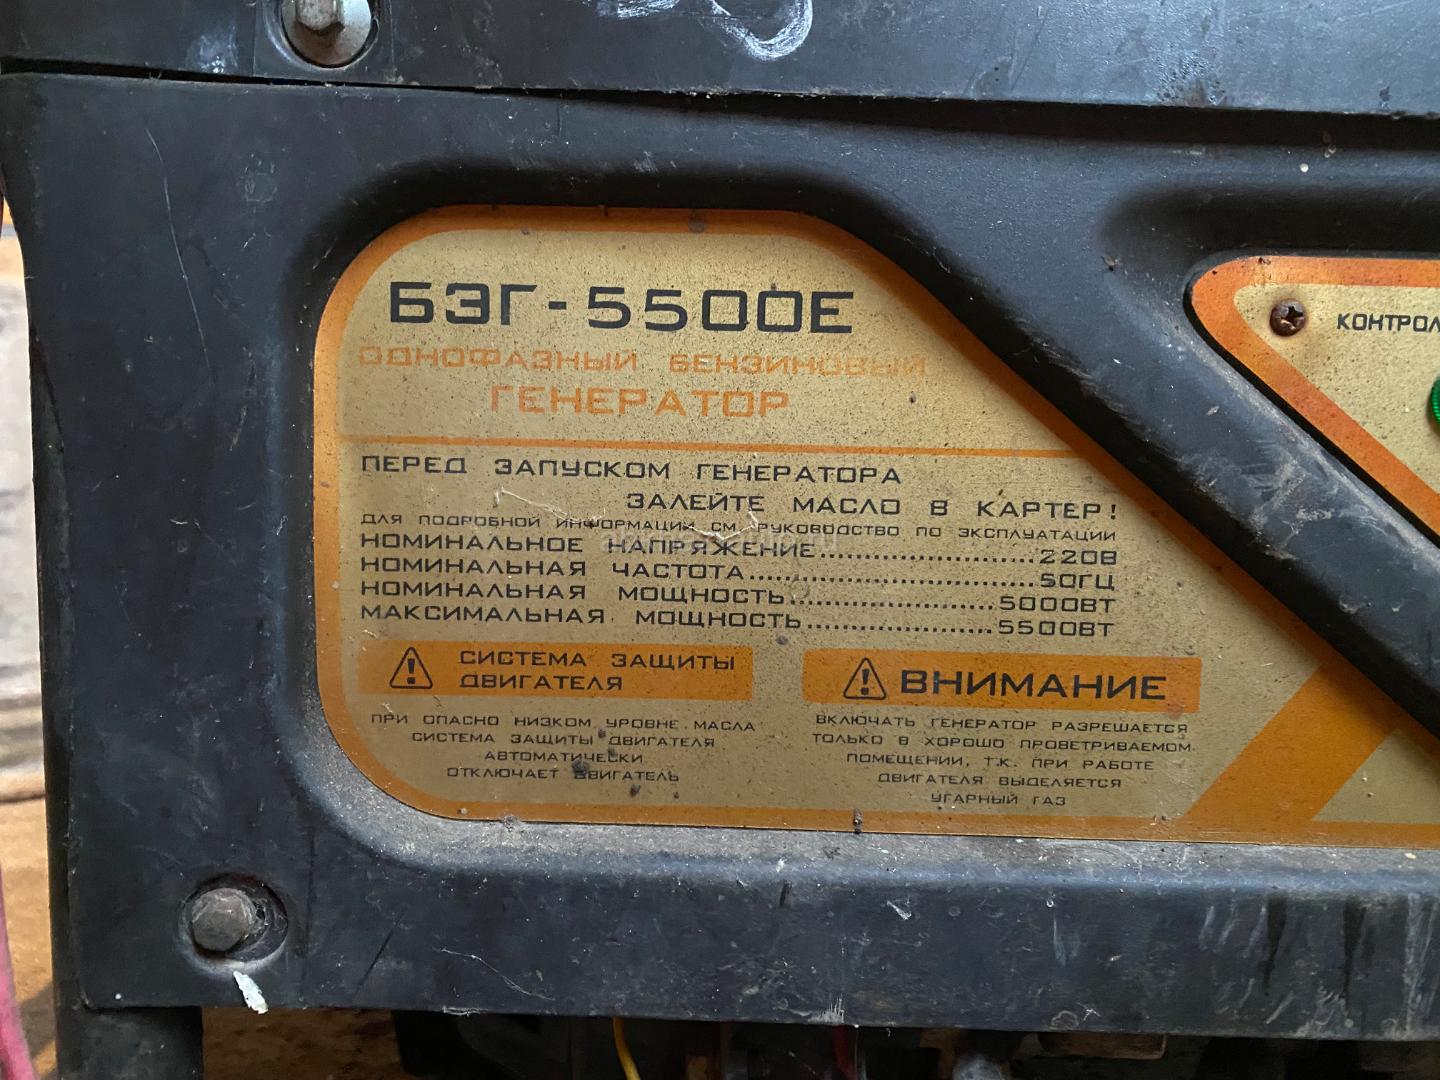 БЭГ-5500Е
ОДНОФАЗНЫЙ БЕНЗИНОВЫЙ
ГЕНЕРАТОР
ПЕРЕД ЗАПУСКОМ ГЕНЕРАТОРА
ЗАЛЕЙТЕ МАСЛО В КАРТЕР!
ДЛЯ ПОДРОБНОЙ ИНФОРМАЦИИ СМ. РУКОВОДСТВО ПО ЭКСПЛУАТАЦИИ
НОМИНАЛЬНОЕ НАПРЯЖЕНИЕ..........................220В
НОМИНАЛЬНАЯ ЧАСТОТА..................................50ГЦ
НОМИНАЛЬНАЯ МОЩНОСТЬ........................5000ВТ
МАКСИМАЛЬНАЯ МОЩНОСТЬ......................5500ВТ
СИСТЕМА ЗАЩИТЫ
ДВИГАТЕЛЯ
ПРИ ОПАСНО НИЗКОМ УРОВНЕ МАСЛА
СИСТЕМА ЗАЩИТЫ ДВИГАТЕЛЯ
АВТОМАТИЧЕСКИ
ОТКЛЮЧАЕТ ДВИГАТЕЛЬ
ВНИМАНИЕ
ВКЛЮЧАТЬ ГЕНЕРАТОР РАЗРЕШАЕТСЯ
ТОЛЬКО В ХОРОШО ПРОВЕТРИВАЕМОМ
ПОМЕЩЕНИИ, Т.К. ПРИ РАБОТЕ
ДВИГАТЕЛЯ ВЫДЕЛЯЕТСЯ
УГАРНЫЙ ГАЗ
КОНТРОЛ